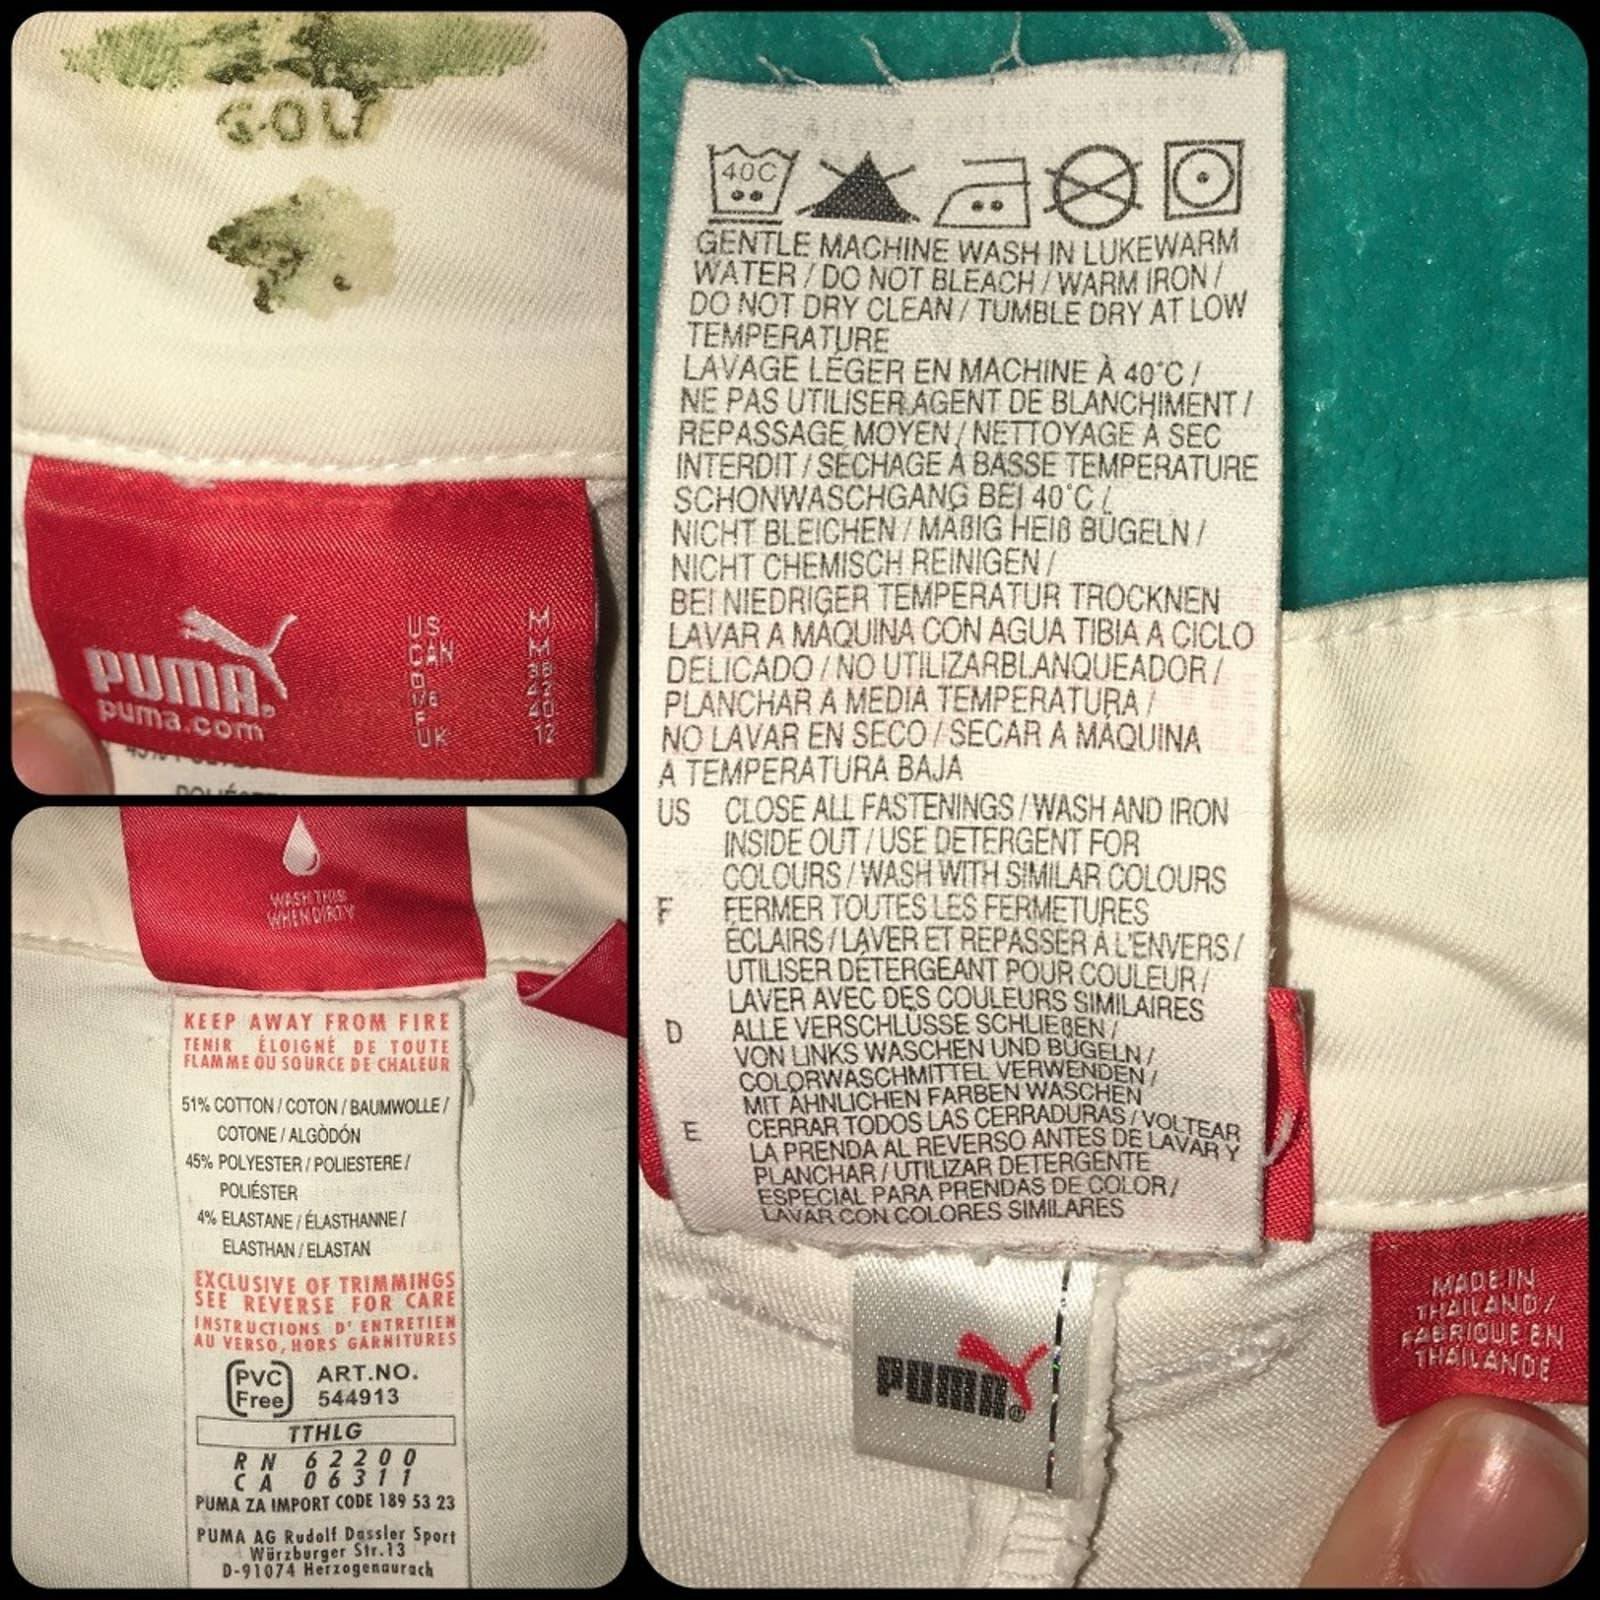 GOLF
PUMA
puma.com
US M
CAN M
D 38
I/E 42
F 40
UK 12
WASH THIS
WHEN DIRTY
KEEP AWAY FROM FIRE
TENIR ÉLOIGNÉ DE TOUTE
FLAMME OU SOURCE DE CHALEUR
51% COTTON / COTON / BAUMWOLLE /
COTONE / ALGÒDÓN
45% POLYESTER / POLIESTERE /
POLIÉSTER
4% ELASTANE / ÉLASTHANNE /
ELASTHAN / ELASTAN
EXCLUSIVE OF TRIMMINGS
SEE REVERSE FOR CARE
INSTRUCTIONS D' ENTRETIEN
AU VERSO, HORS GARNITURES
PVC Free
ART.NO.
544913
TTHLG
RN 62200
CA 06311
PUMA ZA IMPORT CODE 189 53 23
PUMA AG Rudolf Dassler Sport
Würzburger Str.13
D-91074 Herzogenaurach
40C
GENTLE MACHINE WASH IN LUKEWARM
WATER / DO NOT BLEACH / WARM IRON /
DO NOT DRY CLEAN / TUMBLE DRY AT LOW
TEMPERATURE
LAVAGE LÉGER EN MACHINE À 40°C /
NE PAS UTILISER AGENT DE BLANCHIMENT /
REPASSAGE MOYEN / NETTOYAGE À SEC
INTERDIT / SECHAGE À BASSE TEMPERATURE
SCHONWASCHGANG BEI 40°C /
NICHT BLEICHEN / MÄßIG HEIß BÜGELN /
NICHT CHEMISCH REINIGEN /
BEI NIEDRIGER TEMPERATUR TROCKNEN
LAVAR A MÁQUINA CON AGUA TIBIA A CICLO
DELICADO / NO UTILIZARBLANQUEADOR /
PLANCHAR A MEDIA TEMPERATURA /
NO LAVAR EN SECO / SECAR A MÁQUINA
A TEMPERATURA BAJA
US CLOSE ALL FASTENINGS / WASH AND IRON
INSIDE OUT / USE DETERGENT FOR
COLOURS / WASH WITH SIMILAR COLOURS
F FERMER TOUTES LES FERMETURES
ÉCLAIRS / LAVER ET REPASSER À L'ENVERS /
UTILISER DÉTERGEANT POUR COULEUR /
LAVER AVEC DES COULEURS SIMILAIRES
D ALLE VERSCHLÜSSE SCHLIEßEN /
VON LINKS WASCHEN UND BÜGELN /
COLORWASCHMITTEL VERWENDEN /
MIT ÄHNLICHEN FARBEN WASCHEN
E CERRAR TODOS LAS CERRADURAS / VOLTEAR
LA PRENDA AL REVERSO ANTES DE LAVAR Y
PLANCHAR / UTILIZAR DETERGENTE
ESPECIAL PARA PRENDAS DE COLOR /
LAVAR CON COLORES SIMILARES
PUMA
MADE IN
THAILAND /
FABRIQUE EN
THAILANDE